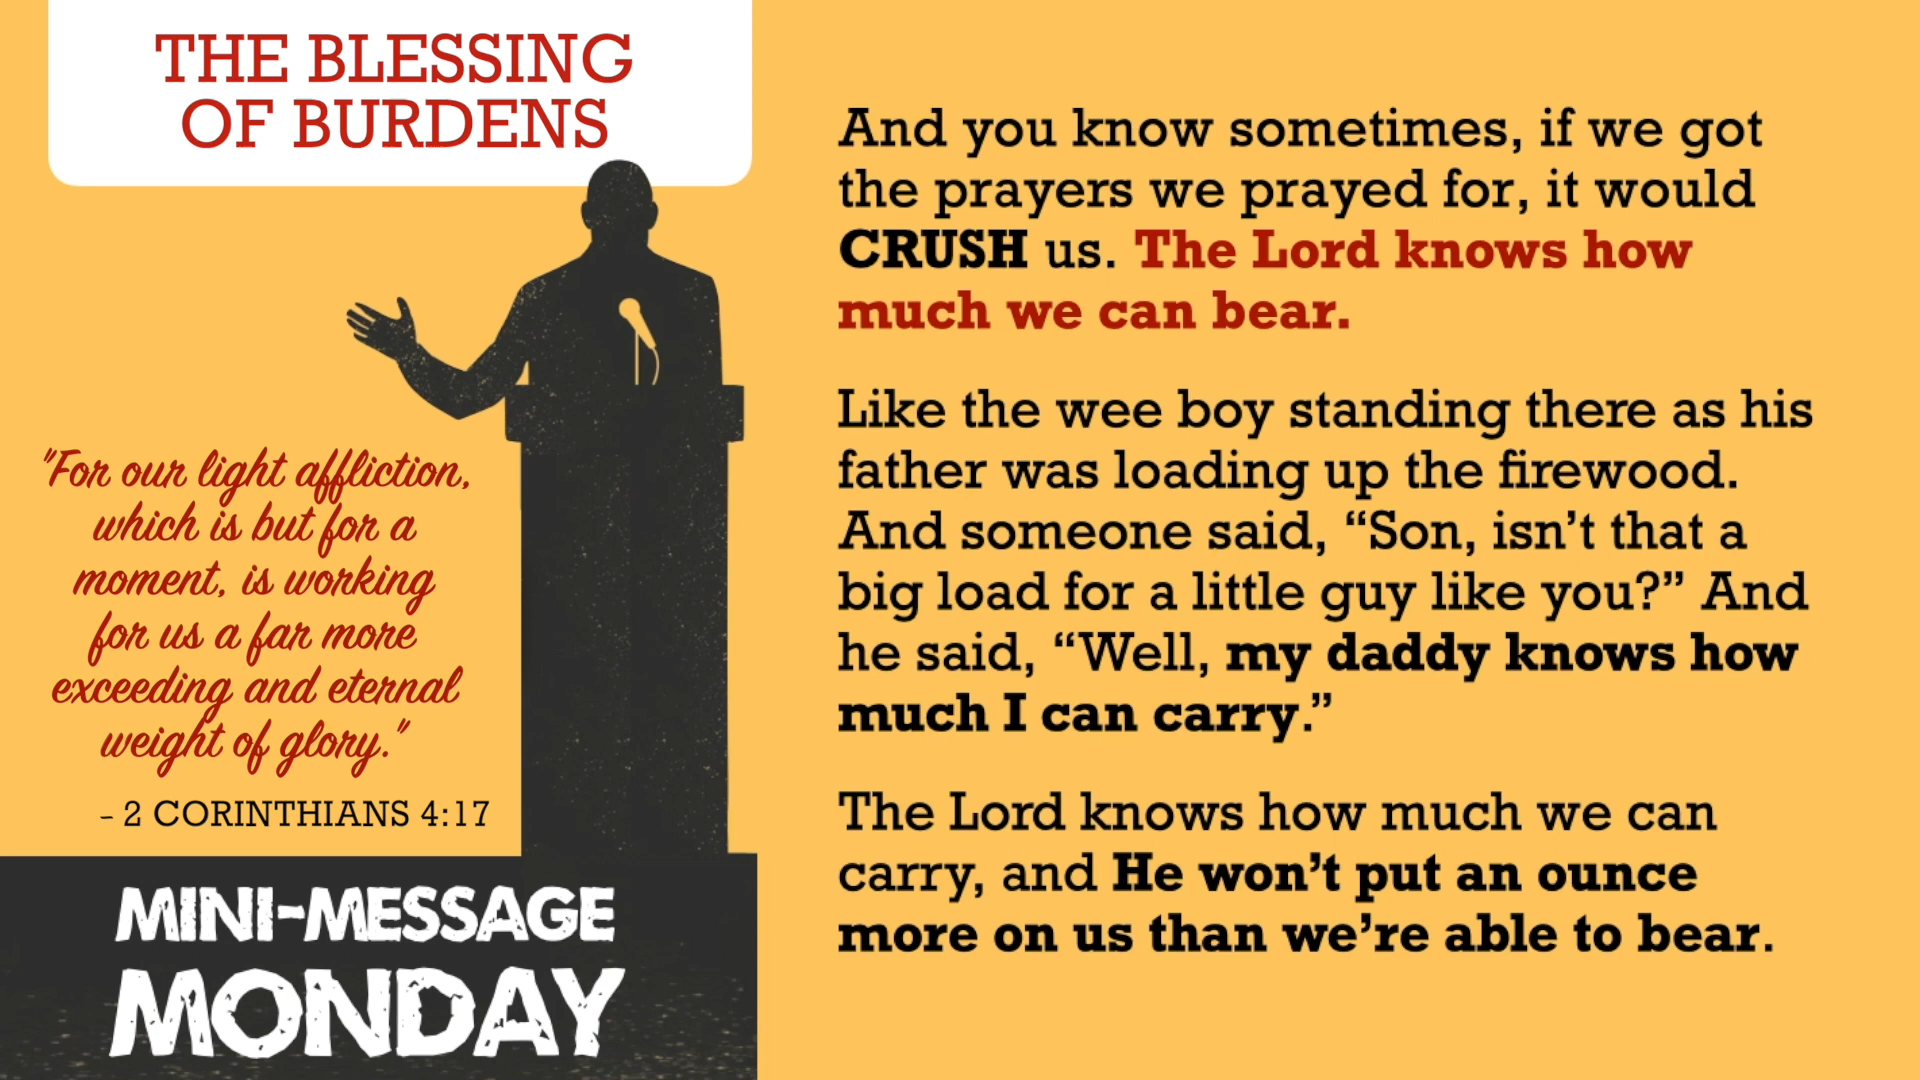 THE BLESSING
OF BURDENS
"For our light affliction,
which is but for a
moment, is working
for us a far more
exceeding and eternal
weight of glory."
- 2 CORINTHIANS 4:17
MINI-MESSAGE
MONDAY
And you know sometimes, if we got
the prayers we prayed for, it would
CRUSH us. The Lord knows how
much we can bear.
Like the wee boy standing there as his
father was loading up the firewood.
And someone said, “Son, isn’t that a
big load for a little guy like you?” And
he said, “Well, my daddy knows how
much I can carry.”
The Lord knows how much we can
carry, and He won’t put an ounce
more on us than we’re able to bear.